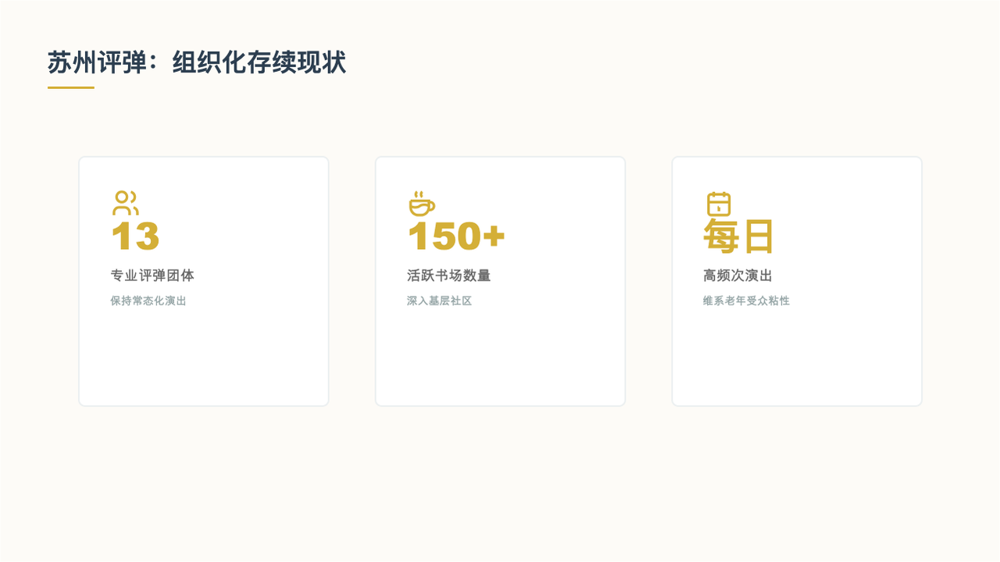 苏州评弹：组织化存续现状
13
专业评弹团体
保持常态化演出
150+
活跃书场数量
深入基层社区
每日
高频次演出
维系老年受众粘性